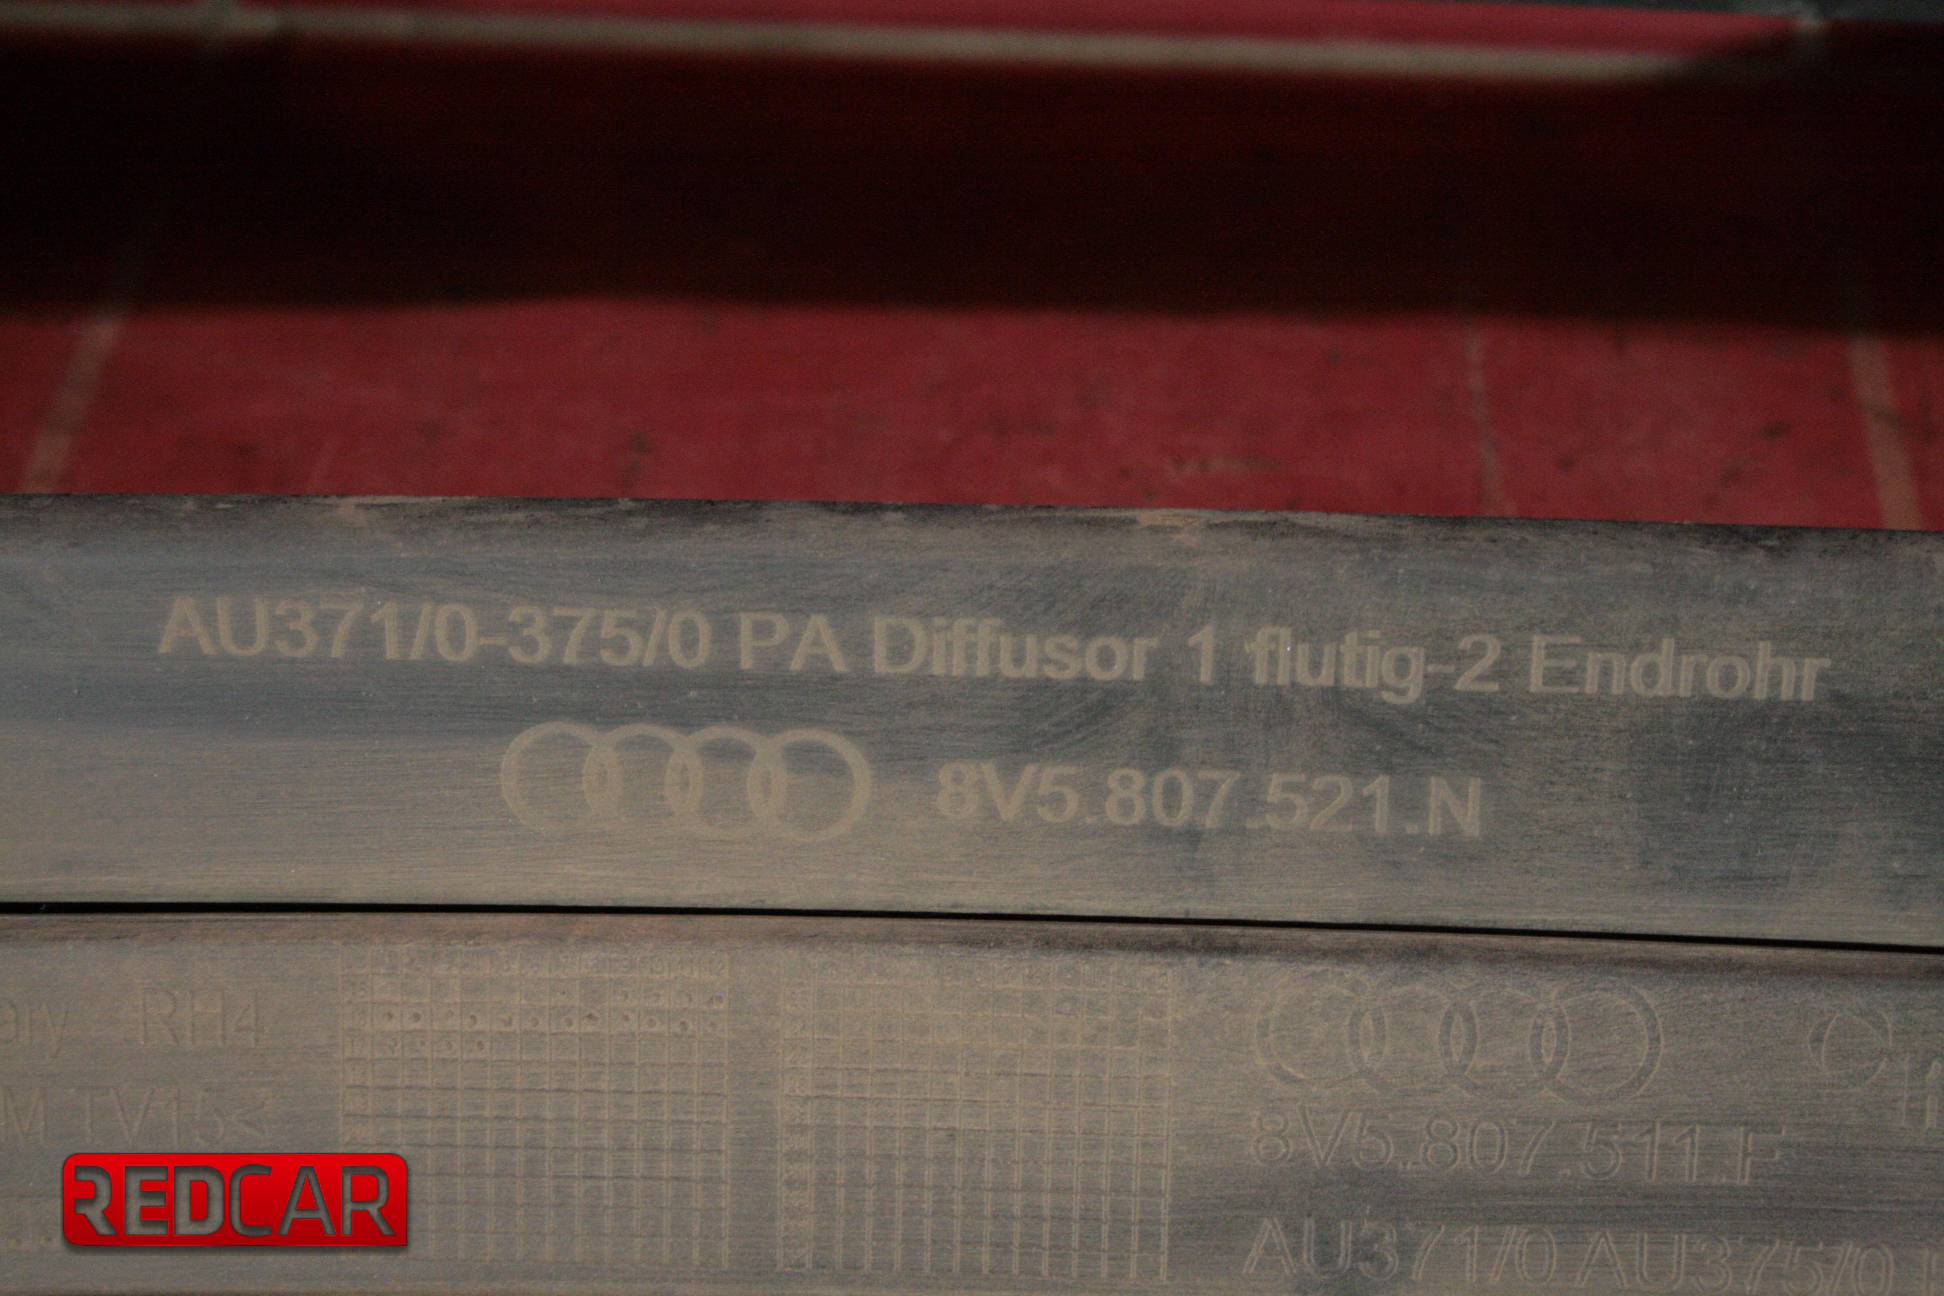 AU371/0-375/0 PA Diffusor 1 flutig-2 Endrohr
8V5.807.521.N
RH4
TV15<
8V5.807.511.F
AU371/0 AU375/0
REDCAR